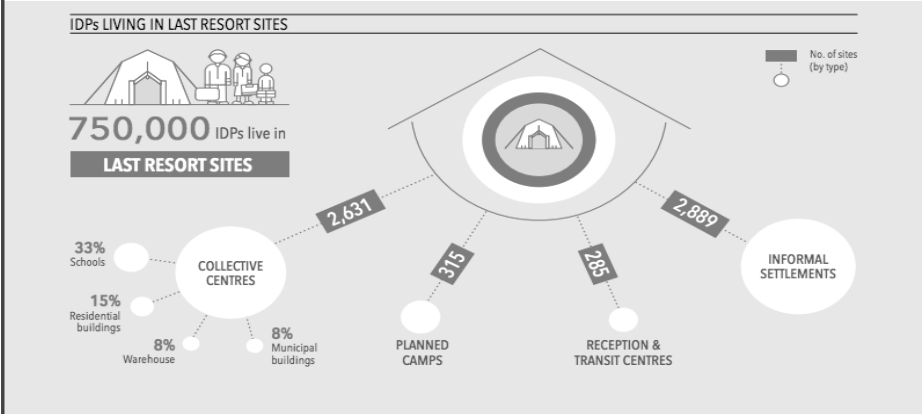 IDPs LIVING IN LAST RESORT SITES
No. of sites
(by type)
750,000 IDPs live in
LAST RESORT SITES
2,631
315
285
2,889
COLLECTIVE
CENTRES
33%
Schools
15%
Residential
buildings
8%
Warehouse
8%
Municipal
buildings
PLANNED
CAMPS
RECEPTION &
TRANSIT CENTRES
INFORMAL
SETTLEMENTS